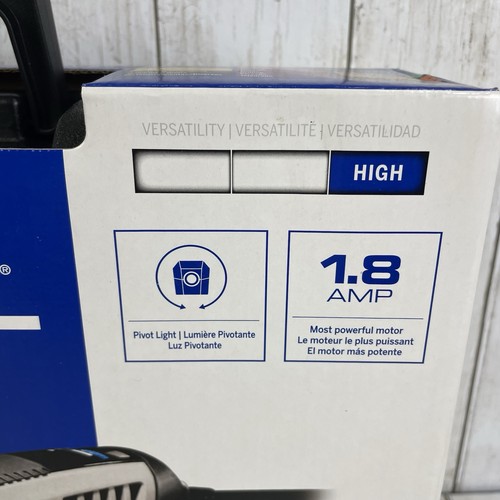 VERSATILITY | VERSATILITÉ | VERSATILIDAD
HIGH
®
Pivot Light | Lumière Pivotante
Luz Pivotante
1.8
AMP
Most powerful motor
Le moteur le plus puissant
El motor más potente